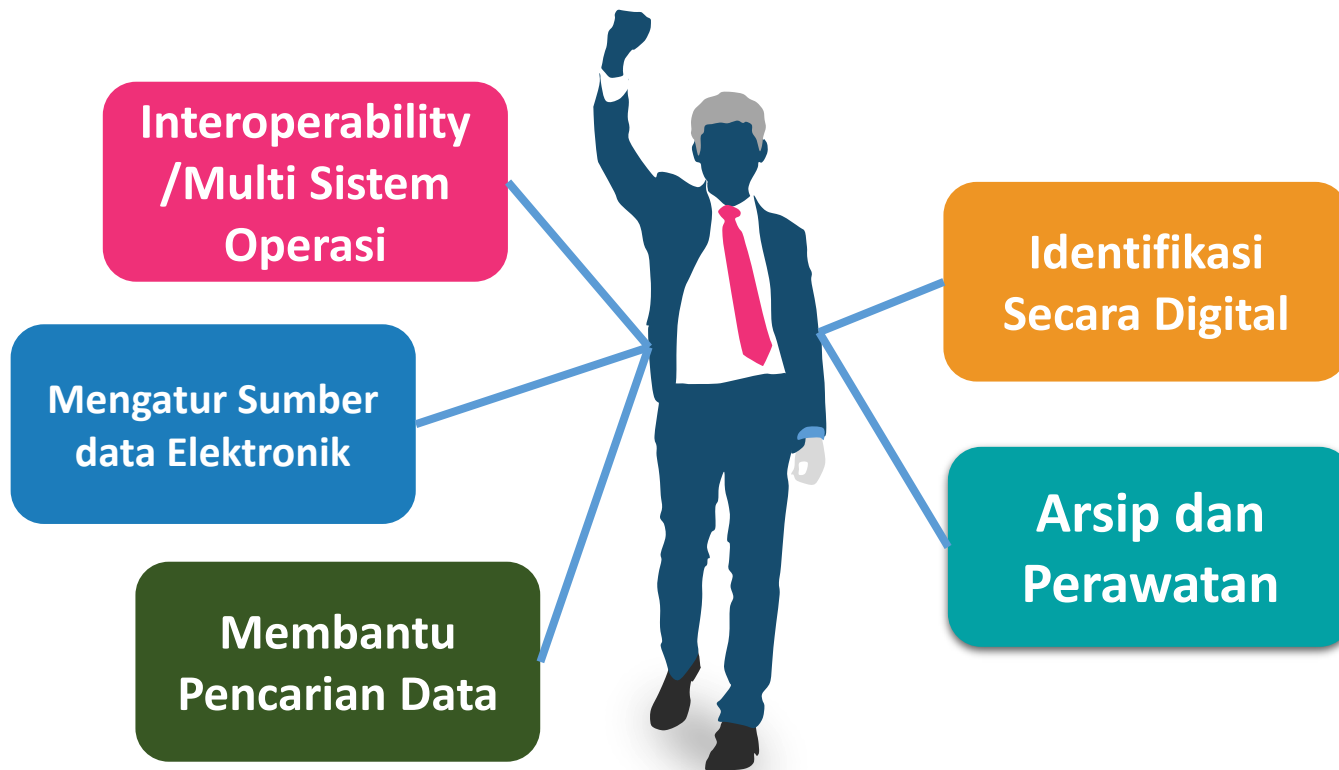 Interoperability
/Multi Sistem
Operasi
Mengatur Sumber
data Elektronik
Membantu
Pencarian Data
Identifikasi
Secara Digital
Arsip dan
Perawatan